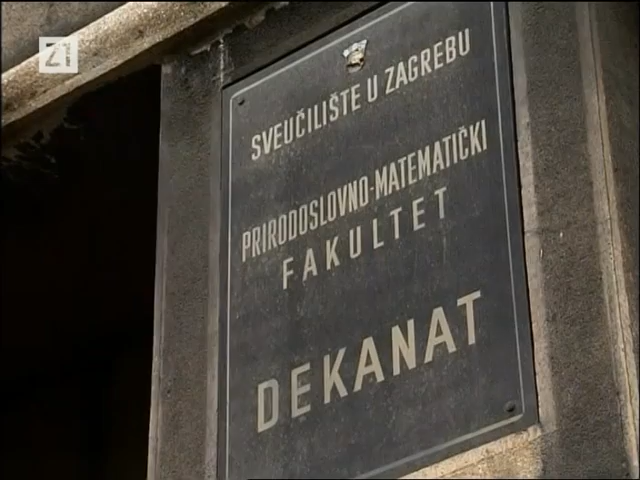 Z1
SVEUČILIŠTE U ZAGREBU
PRIRODOSLOVNO-MATEMATIČKI
FAKULTET
DEKANAT